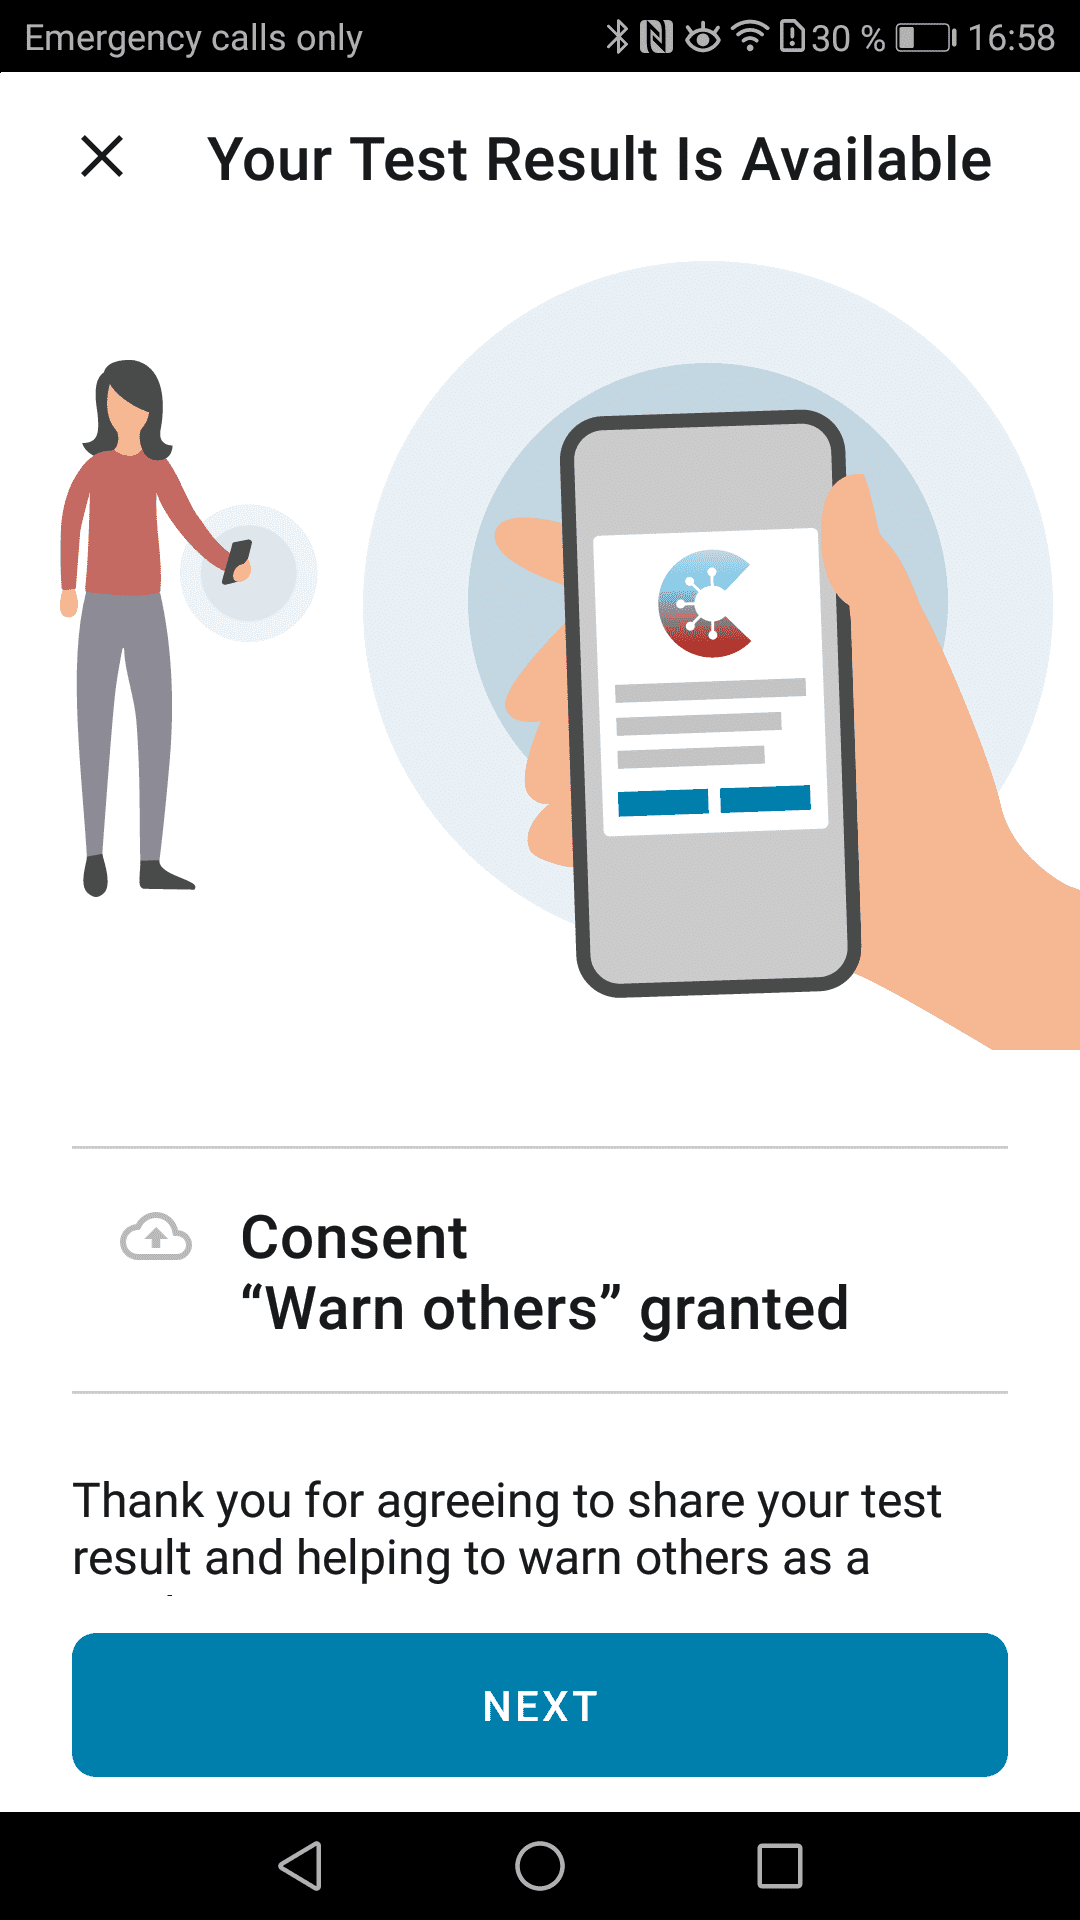 Emergency calls only 30 % 16:58
Your Test Result Is Available
Consent
“Warn others” granted
Thank you for agreeing to share your test
result and helping to warn others as a
NEXT